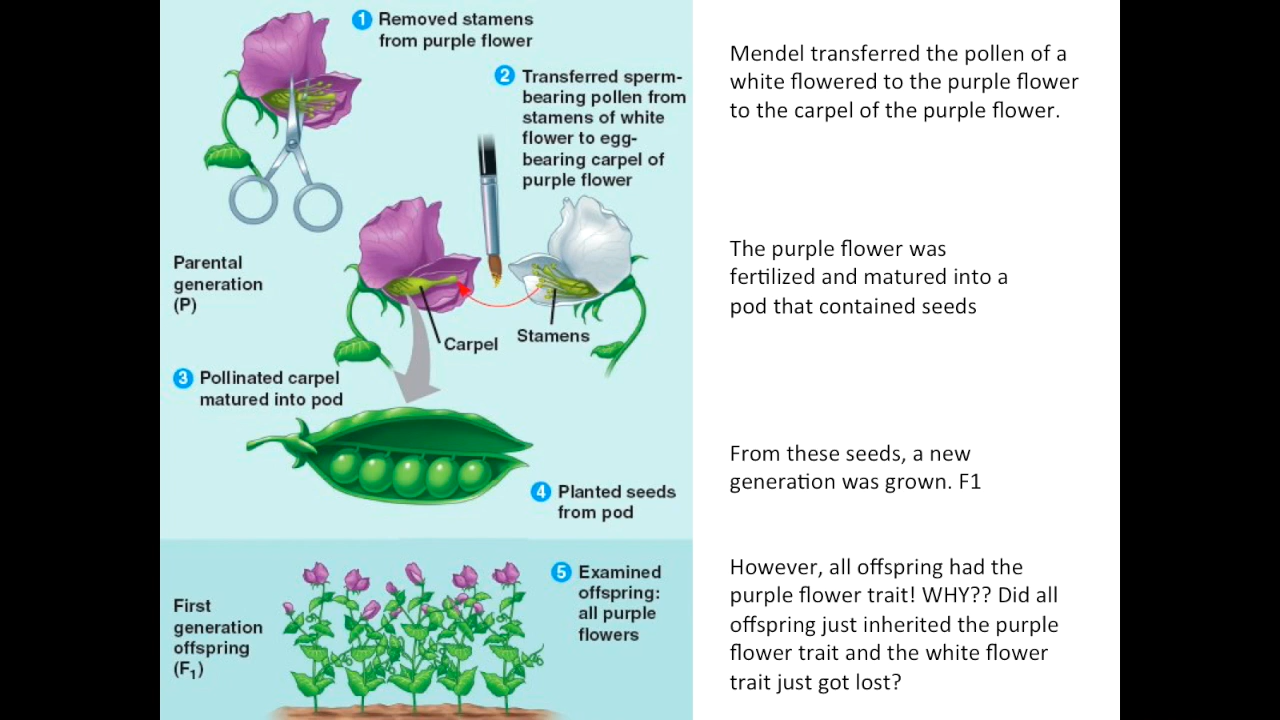 1 Removed stamens
from purple flower
2 Transferred sperm-
bearing pollen from
stamens of white
flower to egg-
bearing carpel of
purple flower
Parental
generation
(P)
Carpel
Stamens
3 Pollinated carpel
matured into pod
4 Planted seeds
from pod
5 Examined
offspring:
all purple
flowers
First
generation
offspring
(F1)
Mendel transferred the pollen of a
white flowered to the purple flower
to the carpel of the purple flower.
The purple flower was
fertilized and matured into a
pod that contained seeds
From these seeds, a new
generation was grown. F1
However, all offspring had the
purple flower trait! WHY?? Did all
offspring just inherited the purple
flower trait and the white flower
trait just got lost?